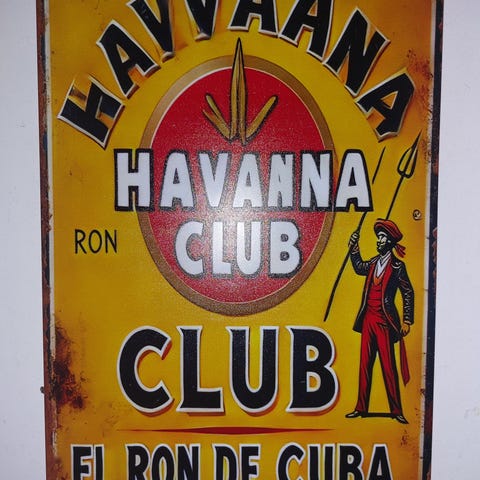 HAVVAANA
HAVANNA
RON
CLUB
CLUB
EL RON DE CUBA